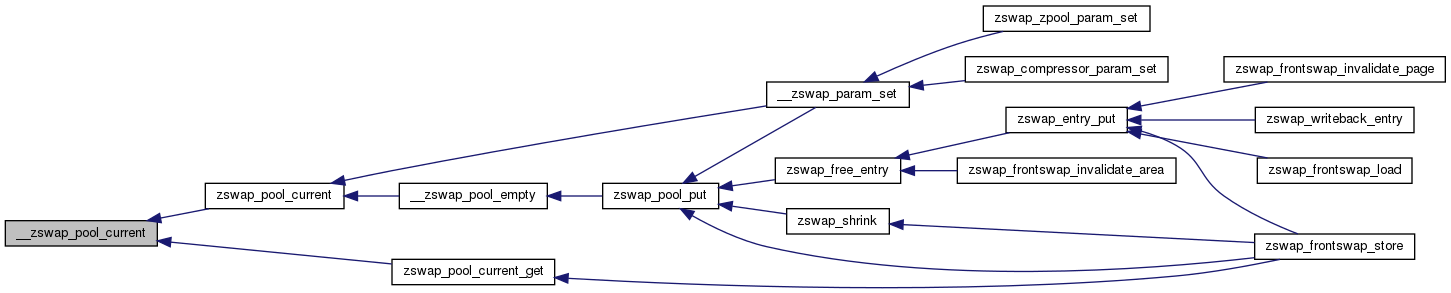 zswap_zpool_param_set
zswap_compressor_param_set
zswap_frontswap_invalidate_page
__zswap_param_set
zswap_entry_put
zswap_writeback_entry
zswap_free_entry
zswap_frontswap_invalidate_area
zswap_frontswap_load
zswap_pool_current
__zswap_pool_empty
zswap_pool_put
zswap_shrink
__zswap_pool_current
zswap_frontswap_store
zswap_pool_current_get